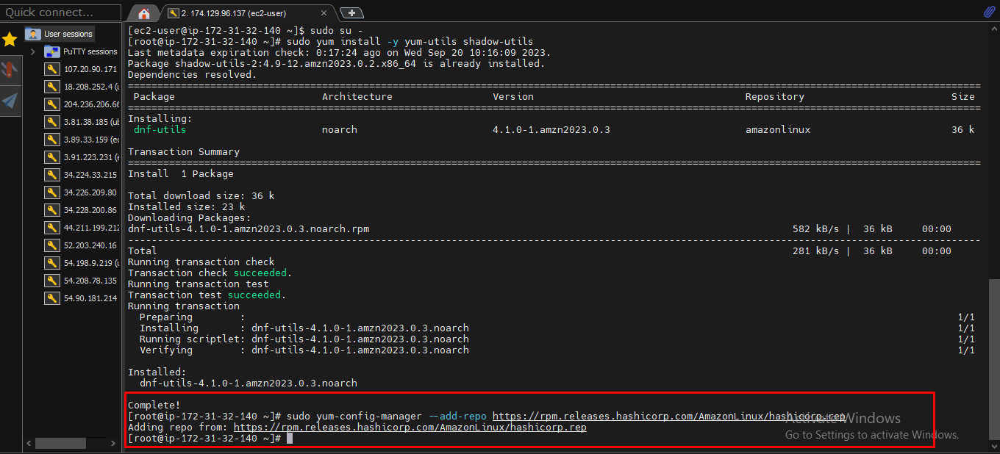 Quick connect...
2. 174.129.96.137 (ec2-user)
User sessions
PuTTY sessions
107.20.90.171
18.208.252.4 (u
204.236.206.66
3.81.38.185 (ub
3.89.33.159 (ec
3.91.223.231 (e
34.224.33.215
34.226.209.80
34.228.200.86
44.211.199.212
52.203.240.16
54.198.9.219 (u
54.208.78.135
54.90.181.214
[ec2-user@ip-172-31-32-140 ~]$ sudo su -
[root@ip-172-31-32-140 ~]# sudo yum install -y yum-utils shadow-utils
Last metadata expiration check: 0:17:24 ago on Wed Sep 20 10:16:09 2023.
Package shadow-utils-2:4.9-12.amzn2023.0.2.x86_64 is already installed.
Dependencies resolved.
Package Architecture Version Repository Size
Installing:
dnf-utils noarch 4.1.0-1.amzn2023.0.3 amazonlinux 36 k
Transaction Summary
Install 1 Package
Total download size: 36 k
Installed size: 23 k
Downloading Packages:
dnf-utils-4.1.0-1.amzn2023.0.3.noarch.rpm 582 kB/s | 36 kB 00:00
Total 281 kB/s | 36 kB 00:00
Running transaction check
Transaction check succeeded.
Running transaction test
Transaction test succeeded.
Running transaction
Preparing : 1/1
Installing : dnf-utils-4.1.0-1.amzn2023.0.3.noarch 1/1
Running scriptlet: dnf-utils-4.1.0-1.amzn2023.0.3.noarch 1/1
Verifying : dnf-utils-4.1.0-1.amzn2023.0.3.noarch 1/1
Installed:
dnf-utils-4.1.0-1.amzn2023.0.3.noarch
Complete!
[root@ip-172-31-32-140 ~]# sudo yum-config-manager --add-repo https://rpm.releases.hashicorp.com/AmazonLinux/hashicorp.rep
Adding repo from: https://rpm.releases.hashicorp.com/AmazonLinux/hashicorp.rep
[root@ip-172-31-32-140 ~]#
Activate Windows
Go to Settings to activate Windows.